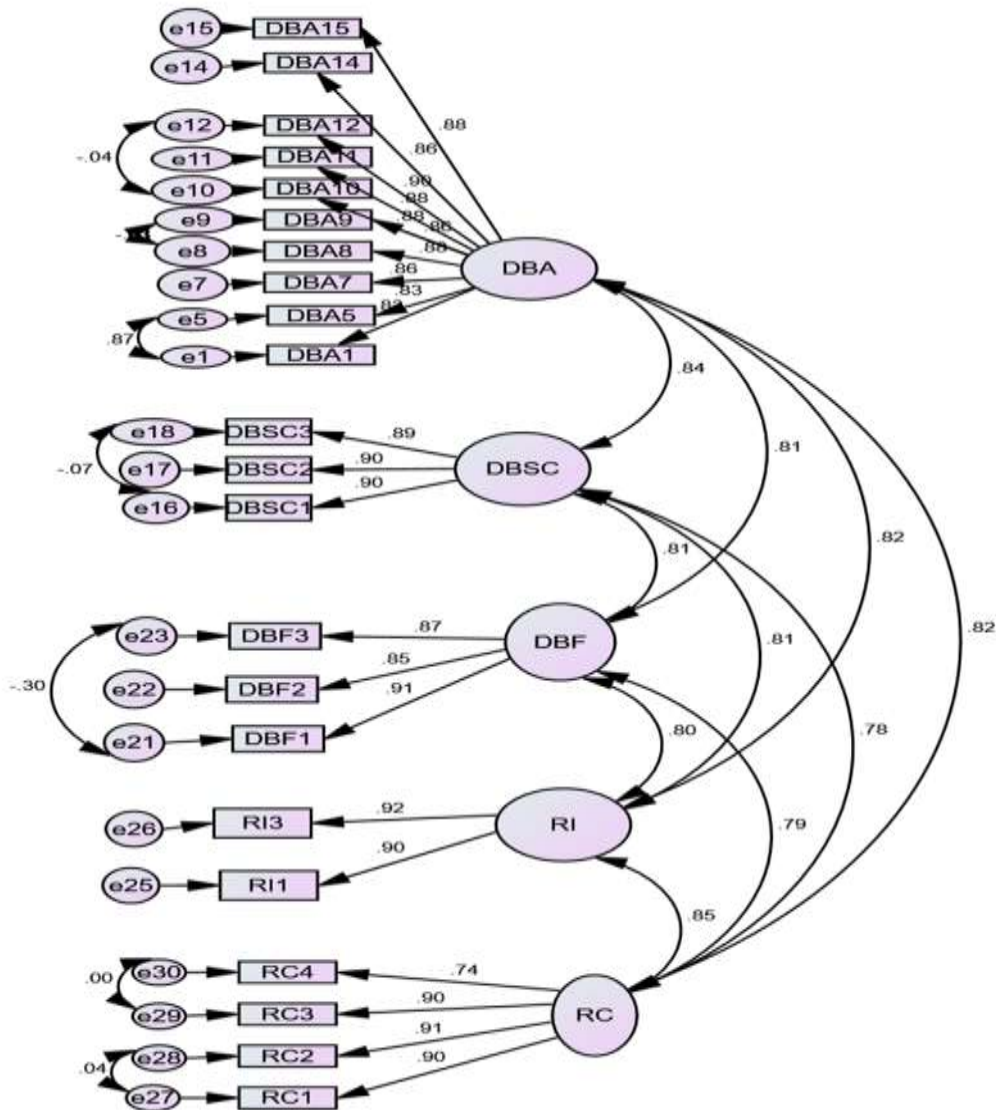 e15 DBA15
e14 DBA14
.88
e12 DBA12
.86
-.04
e11 DBA11
.90
e10 DBA10
.88
e9 DBA9
.88
.86
e8 DBA8
.88
DBA
e7 DBA7
.86
e5 DBA5
.83
.87
e1 DBA1
.84
e18 DBSC3
.89
.81
-.07
e17 DBSC2
.90
DBSC
e16 DBSC1
.90
.82
.81
e23 DBF3
.87
DBF
.81
.82
-.30
e22 DBF2
.85
e21 DBF1
.91
.80
.78
e26 RI3
.92
RI
.79
e25 RI1
.90
.85
.00
e30 RC4
.74
e29 RC3
.90
RC
e28 RC2
.91
.04
e27 RC1
.90